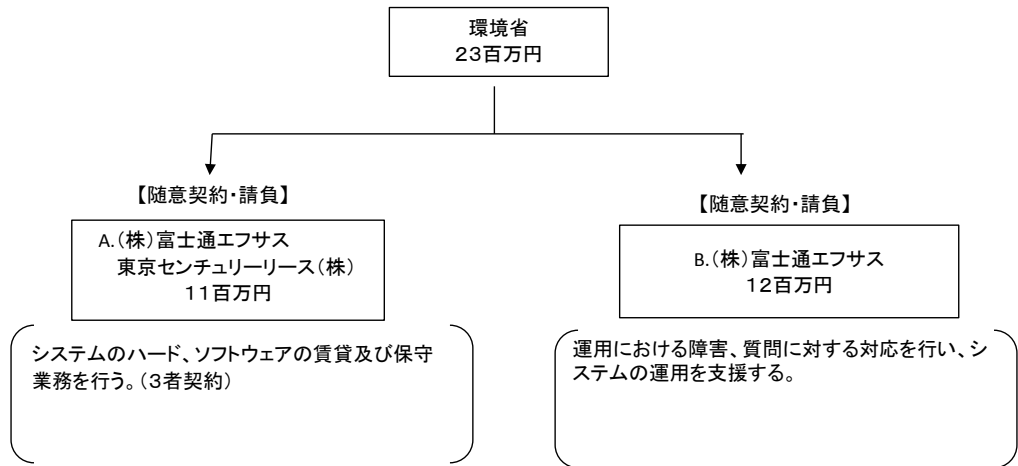 環境省
23百万円
【随意契約・請負】
A.(株)富士通エフサス
東京センチュリーリース(株)
11百万円
システムのハード、ソフトウェアの賃貸及び保守
業務を行う。(3者契約)
【随意契約・請負】
B.(株)富士通エフサス
12百万円
運用における障害、質問に対する対応を行い、シ
ステムの運用を支援する。